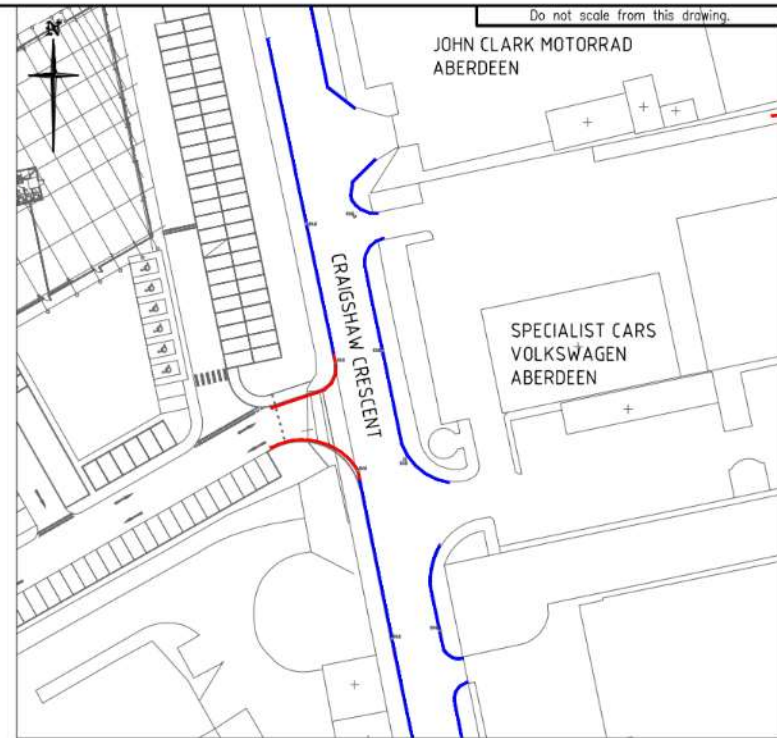 Do not scale from this drawing.
N
JOHN CLARK MOTORRAD
ABERDEEN
CRAIGSHAW CRESCENT
SPECIALIST CARS
VOLKSWAGEN
ABERDEEN